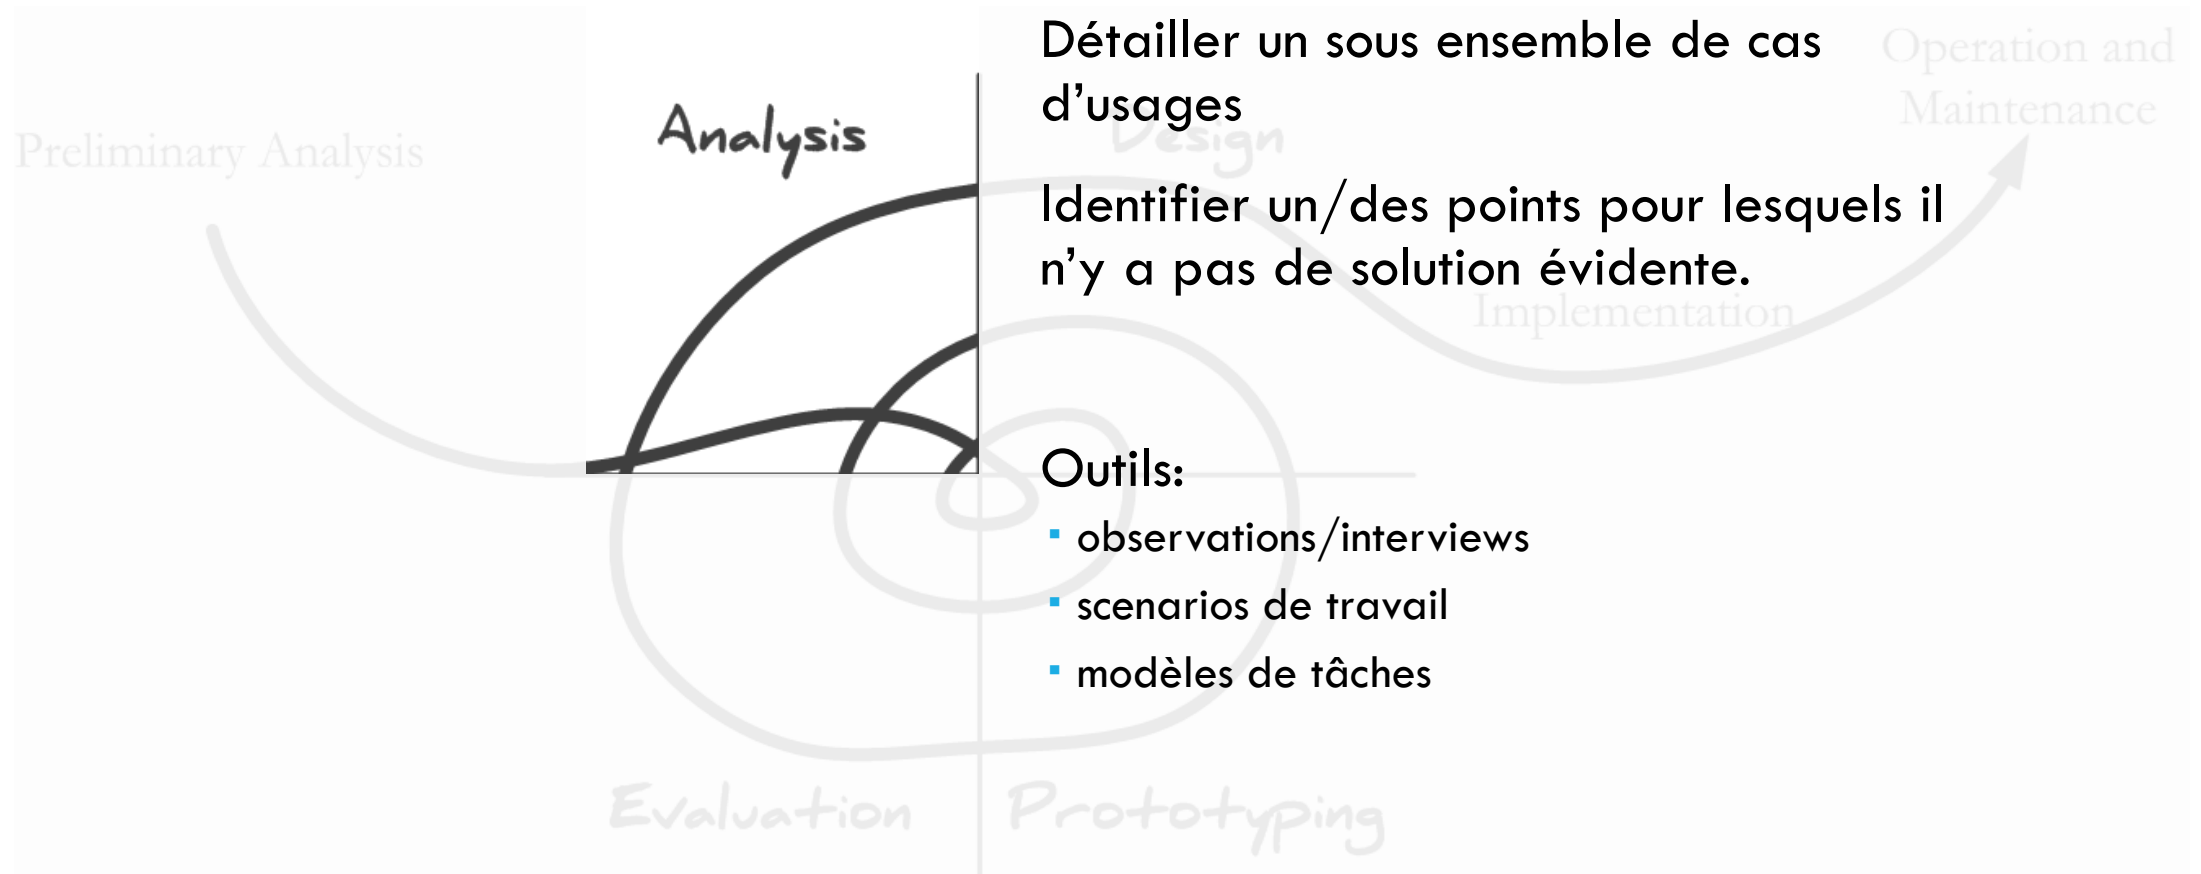 Détailler un sous ensemble de cas
d’usages
Operation and
Maintenance
Analysis
Design
Preliminary Analysis
Identifier un/des points pour lesquels il
n’y a pas de solution évidente.
Implementation
Outils:
observations/interviews
scenarios de travail
modèles de tâches
Evaluation
Prototyping